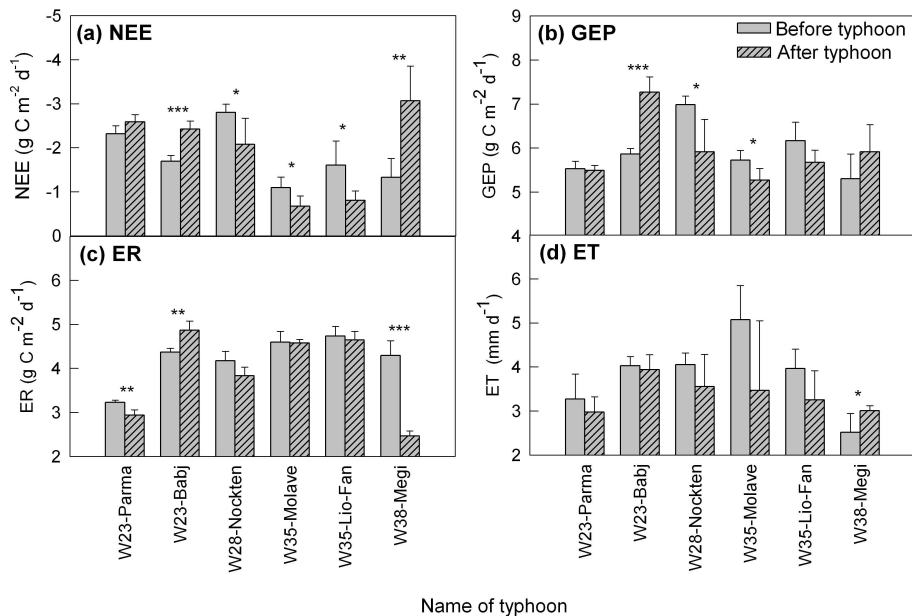 (a) NEE
NEE (g C m-2 d-1)
-5
-4
-3
-2
-1
0
***
*
*
*
**
(b) GEP
Before typhoon
After typhoon
GEP (g C m-2 d-1)
9
8
7
6
5
4
***
*
*
(c) ER
ER (g C m-2 d-1)
6
5
4
3
2
**
**
***
W23-Parma
W23-Babj
W28-Nockten
W35-Molave
W35-Lio-Fan
W38-Megi
(d) ET
ET (mm d-1)
6
5
4
3
2
*
W23-Parma
W23-Babj
W28-Nockten
W35-Molave
W35-Lio-Fan
W38-Megi
Name of typhoon